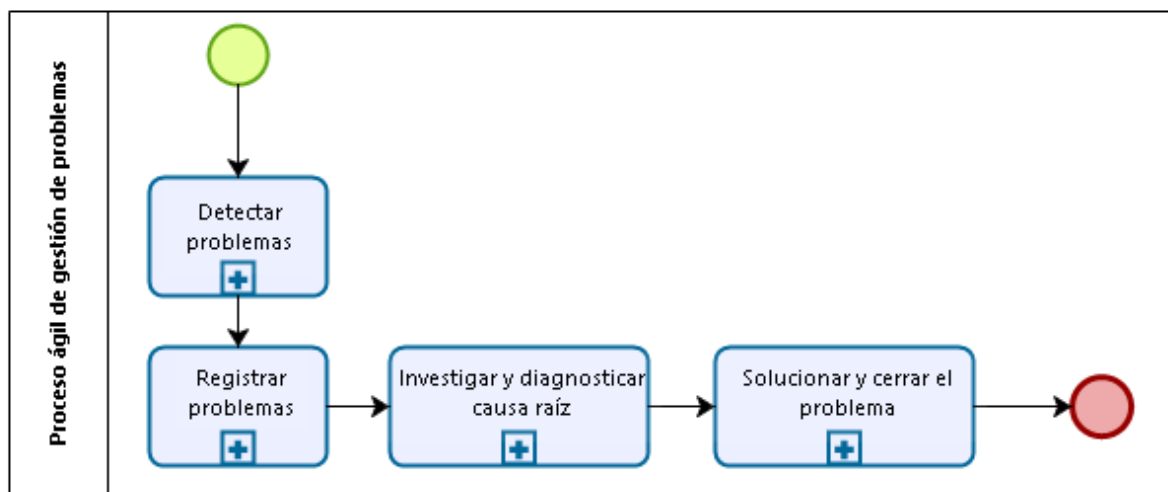 Proceso ágil de gestión de problemas
Detectar
problemas
Registrar
problemas
Investigar y diagnosticar
causa raíz
Solucionar y cerrar el
problema